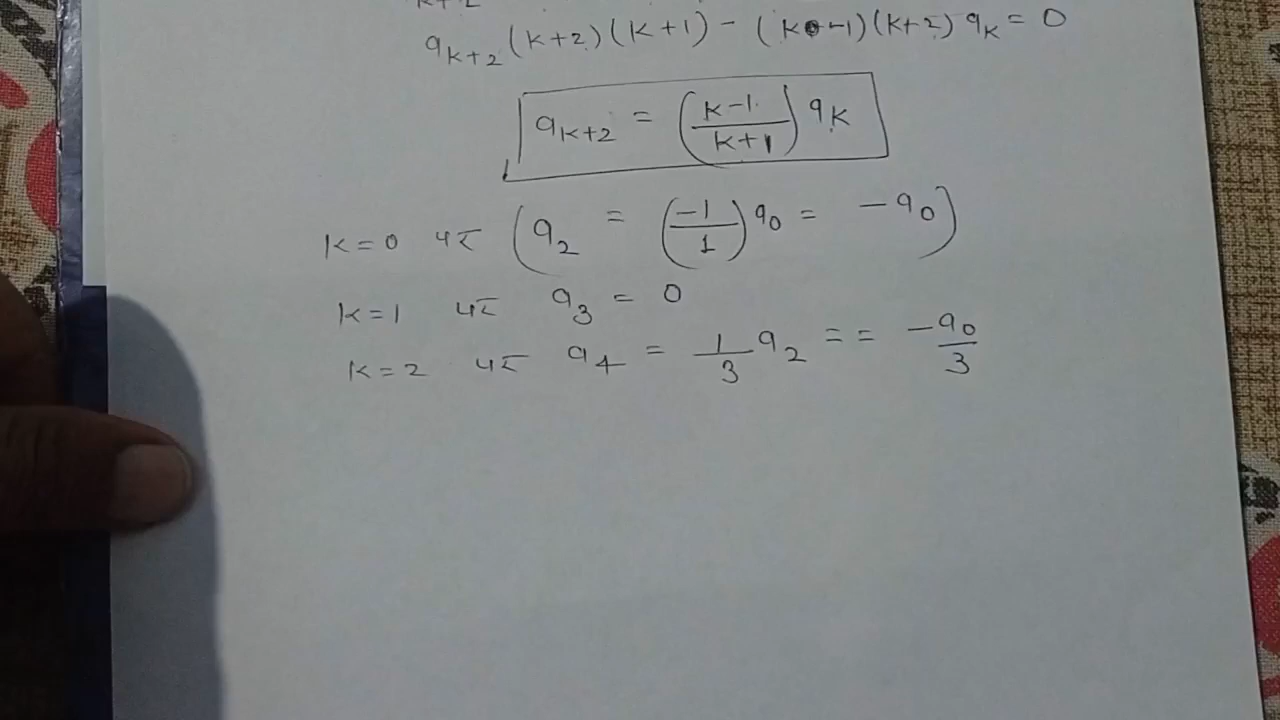 a_{k+2} (k+2)(k+1) - (k-1)(k+2) a_k = 0
a_{k+2} = ((k-1)/(k+1)) a_k
k=0 पर (a_2 = (-1/1) a_0 = -a_0)
k=1 पर a_3 = 0
k=2 पर a_4 = 1/3 a_2 = = -a_0/3